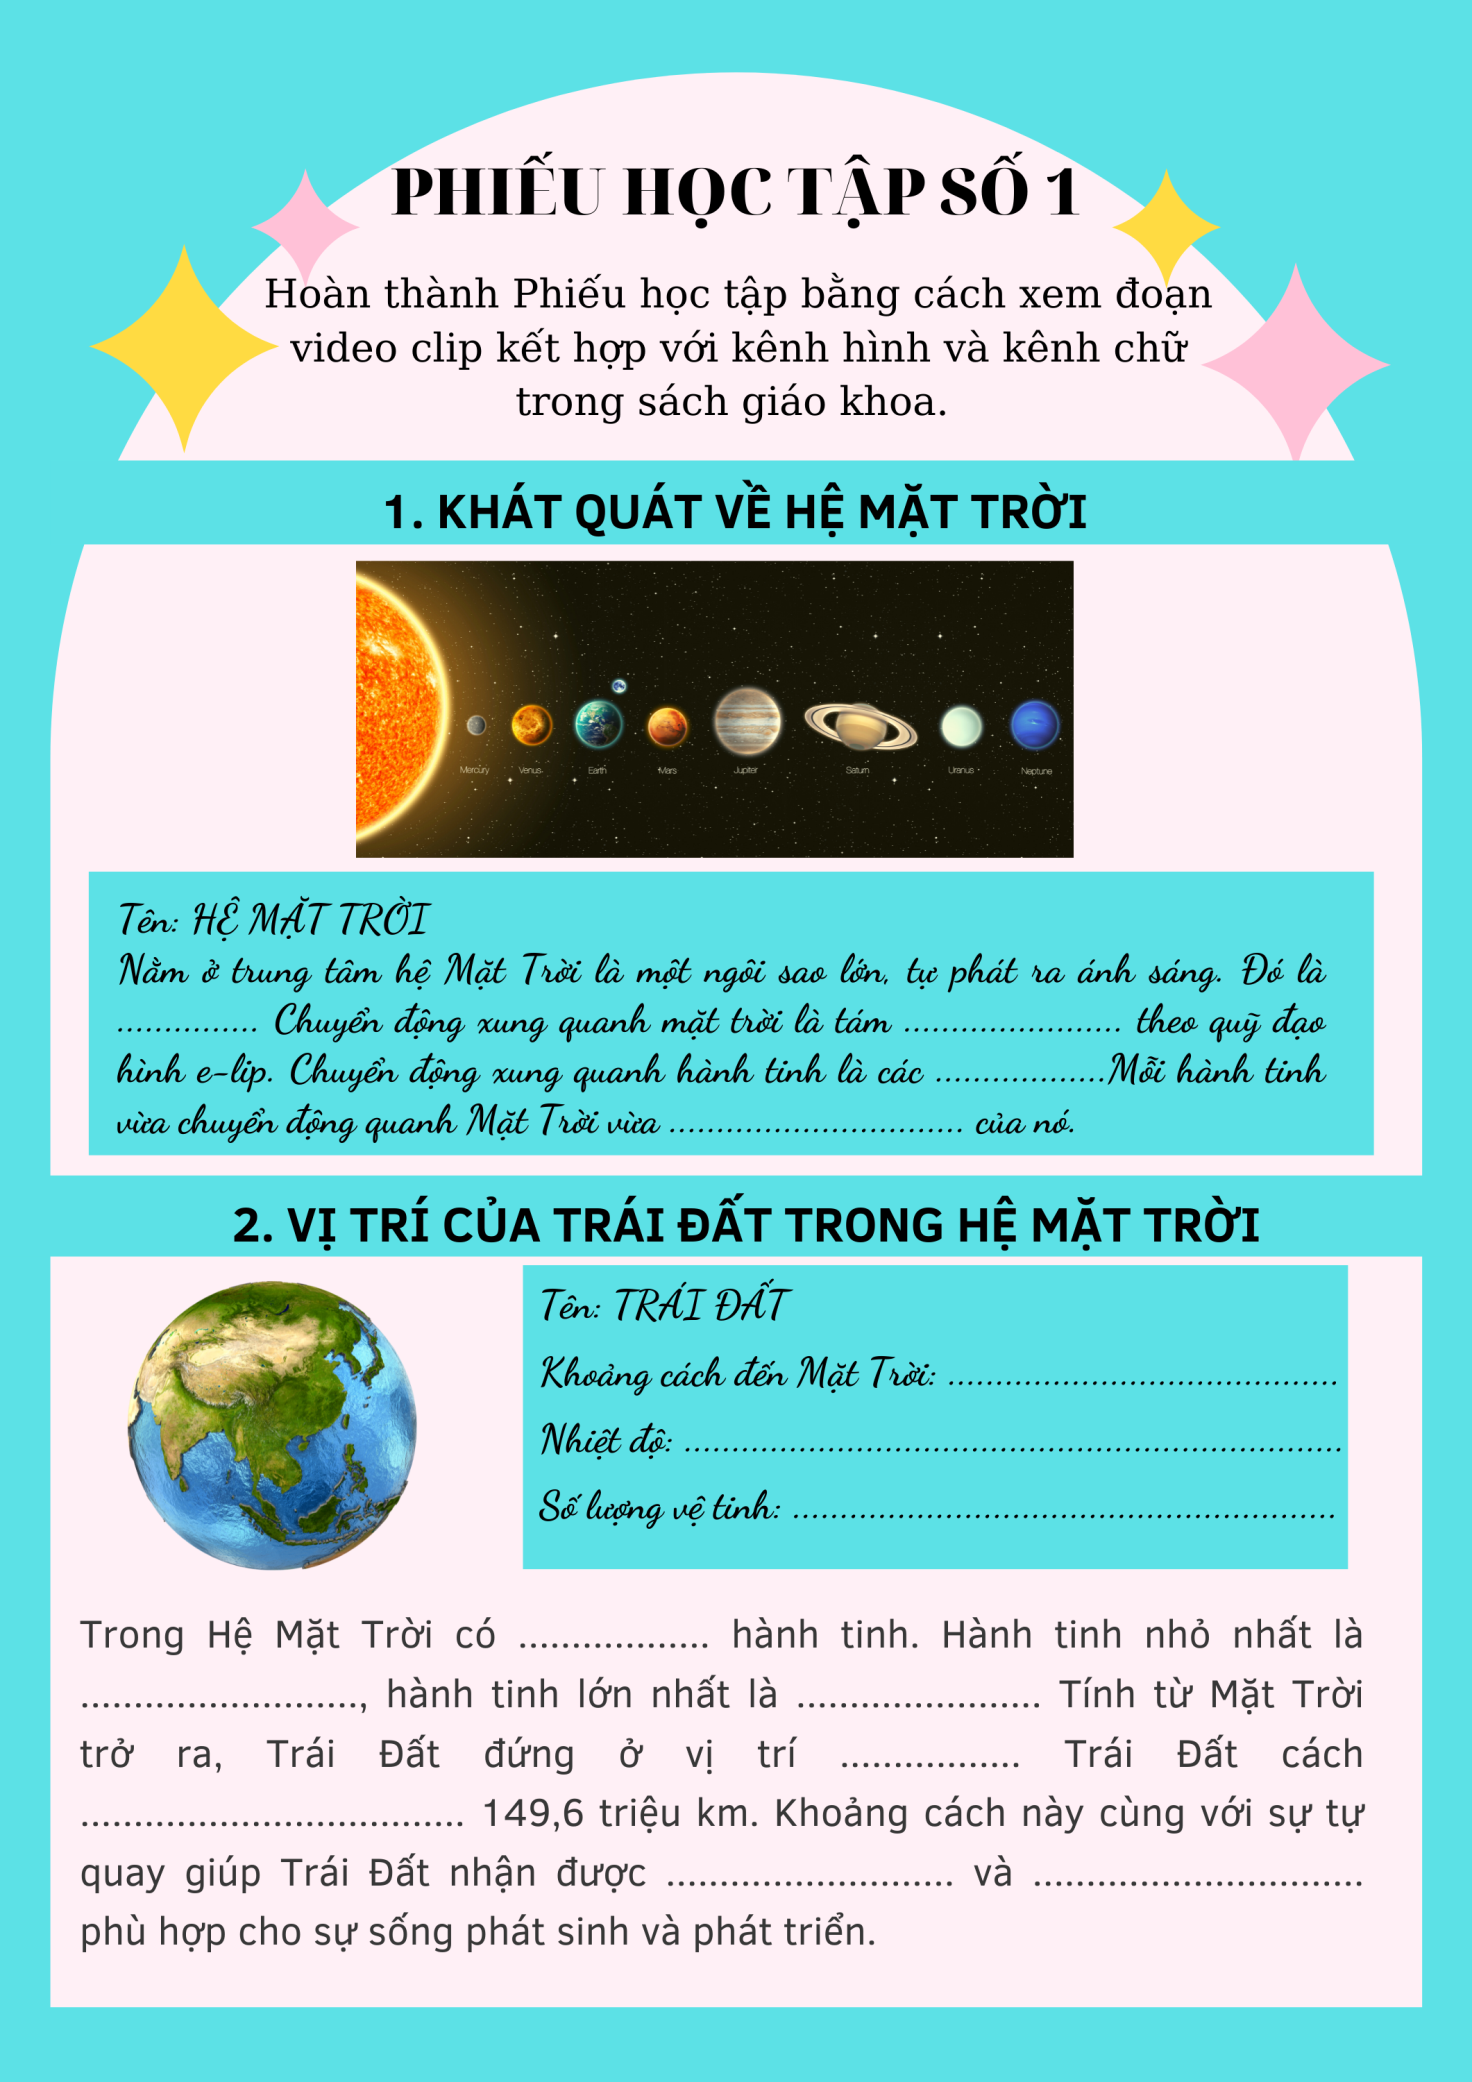 PHIẾU HỌC TẬP SỐ 1
Hoàn thành Phiếu học tập bằng cách xem đoạn
video clip kết hợp với kênh hình và kênh chữ
trong sách giáo khoa.
1. KHÁT QUÁT VỀ HỆ MẶT TRỜI
Mercury Venus Earth Mars Jupiter Saturn Uranus Neptune
Tên: HỆ MẶT TRỜI
Nằm ở trung tâm hệ Mặt Trời là một ngôi sao lớn, tự phát ra ánh sáng. Đó là
............... Chuyển động xung quanh mặt trời là tám ....................... theo quỹ đạo
hình e-lip. Chuyển động xung quanh hành tinh là các ..................Mỗi hành tinh
vừa chuyển động quanh Mặt Trời vừa ............................... của nó.
2. VỊ TRÍ CỦA TRÁI ĐẤT TRONG HỆ MẶT TRỜI
Tên: TRÁI ĐẤT
Khoảng cách đến Mặt Trời: .........................................
Nhiệt độ: .....................................................................
Số lượng vệ tinh: .........................................................
Trong Hệ Mặt Trời có .................. hành tinh. Hành tinh nhỏ nhất là
.........................., hành tinh lớn nhất là ....................... Tính từ Mặt Trời
trở ra, Trái Đất đứng ở vị trí ................. Trái Đất cách
.................................... 149,6 triệu km. Khoảng cách này cùng với sự tự
quay giúp Trái Đất nhận được ........................... và ...............................
phù hợp cho sự sống phát sinh và phát triển.